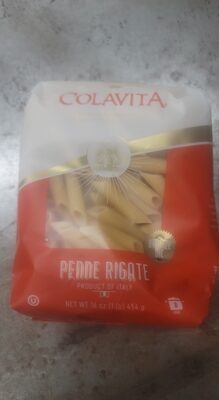 COLAVITA
PENNE RIGATE
PRODUCT OF ITALY
NET WT 16 oz (1 lb) 454 g